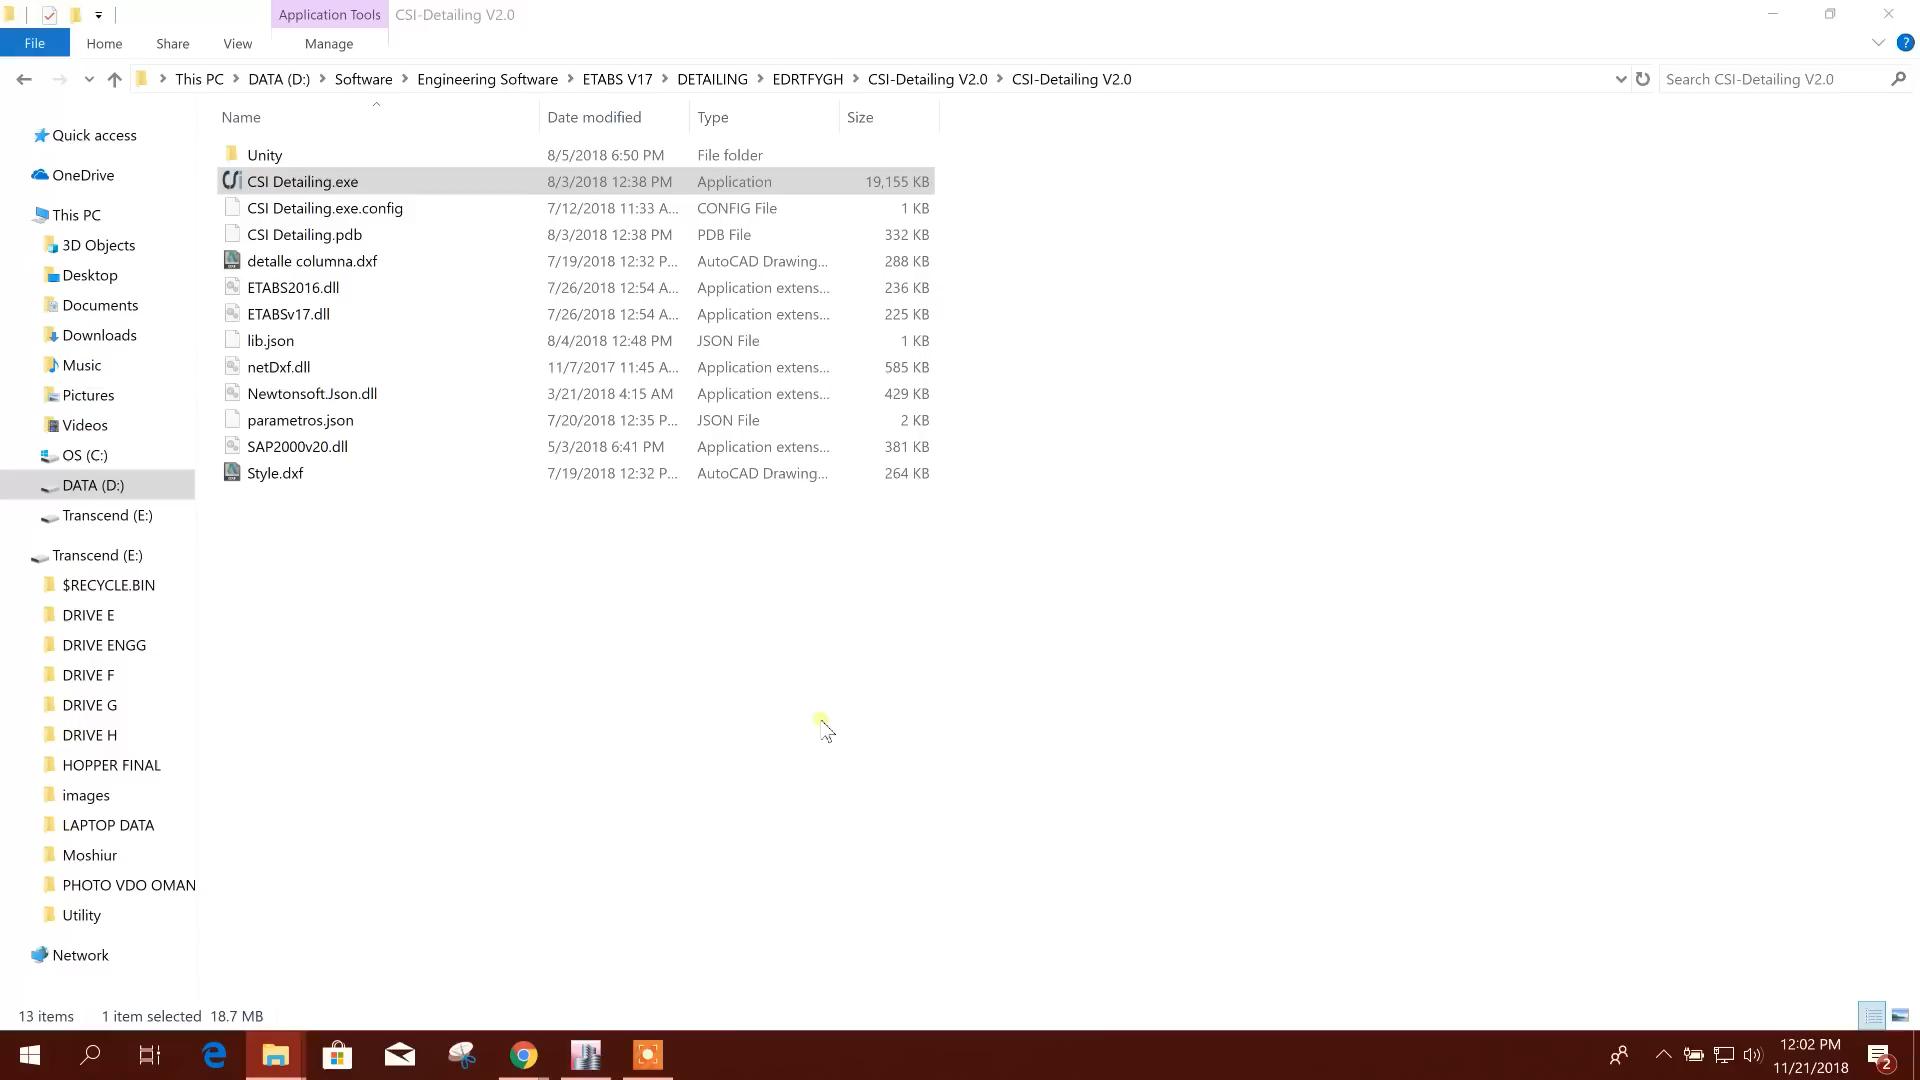 Application Tools CSI-Detailing V2.0
File Home Share View Manage
This PC DATA (D:) Software Engineering Software ETABS V17 DETAILING EDRTFYGH CSI-Detailing V2.0 CSI-Detailing V2.0 Search CSI-Detailing V2.0
Name Date modified Type Size
Quick access
OneDrive
This PC
3D Objects
Desktop
Documents
Downloads
Music
Pictures
Videos
OS (C:)
DATA (D:)
Transcend (E:)
Transcend (E:)
$RECYCLE.BIN
DRIVE E
DRIVE ENGG
DRIVE F
DRIVE G
DRIVE H
HOPPER FINAL
images
LAPTOP DATA
Moshiur
PHOTO VDO OMAN
Utility
Network
Unity 8/5/2018 6:50 PM File folder
CSI Detailing.exe 8/3/2018 12:38 PM Application 19,155 KB
CSI Detailing.exe.config 7/12/2018 11:33 A... CONFIG File 1 KB
CSI Detailing.pdb 8/3/2018 12:38 PM PDB File 332 KB
detalle columna.dxf 7/19/2018 12:32 P... AutoCAD Drawing... 288 KB
ETABS2016.dll 7/26/2018 12:54 A... Application extens... 236 KB
ETABSv17.dll 7/26/2018 12:54 A... Application extens... 225 KB
lib.json 8/4/2018 12:48 PM JSON File 1 KB
netDxf.dll 11/7/2017 11:45 A... Application extens... 585 KB
Newtonsoft.Json.dll 3/21/2018 4:15 AM Application extens... 429 KB
parametros.json 7/20/2018 12:35 P... JSON File 2 KB
SAP2000v20.dll 5/3/2018 6:41 PM Application extens... 381 KB
Style.dxf 7/19/2018 12:32 P... AutoCAD Drawing... 264 KB
13 items 1 item selected 18.7 MB
12:02 PM
11/21/2018
2